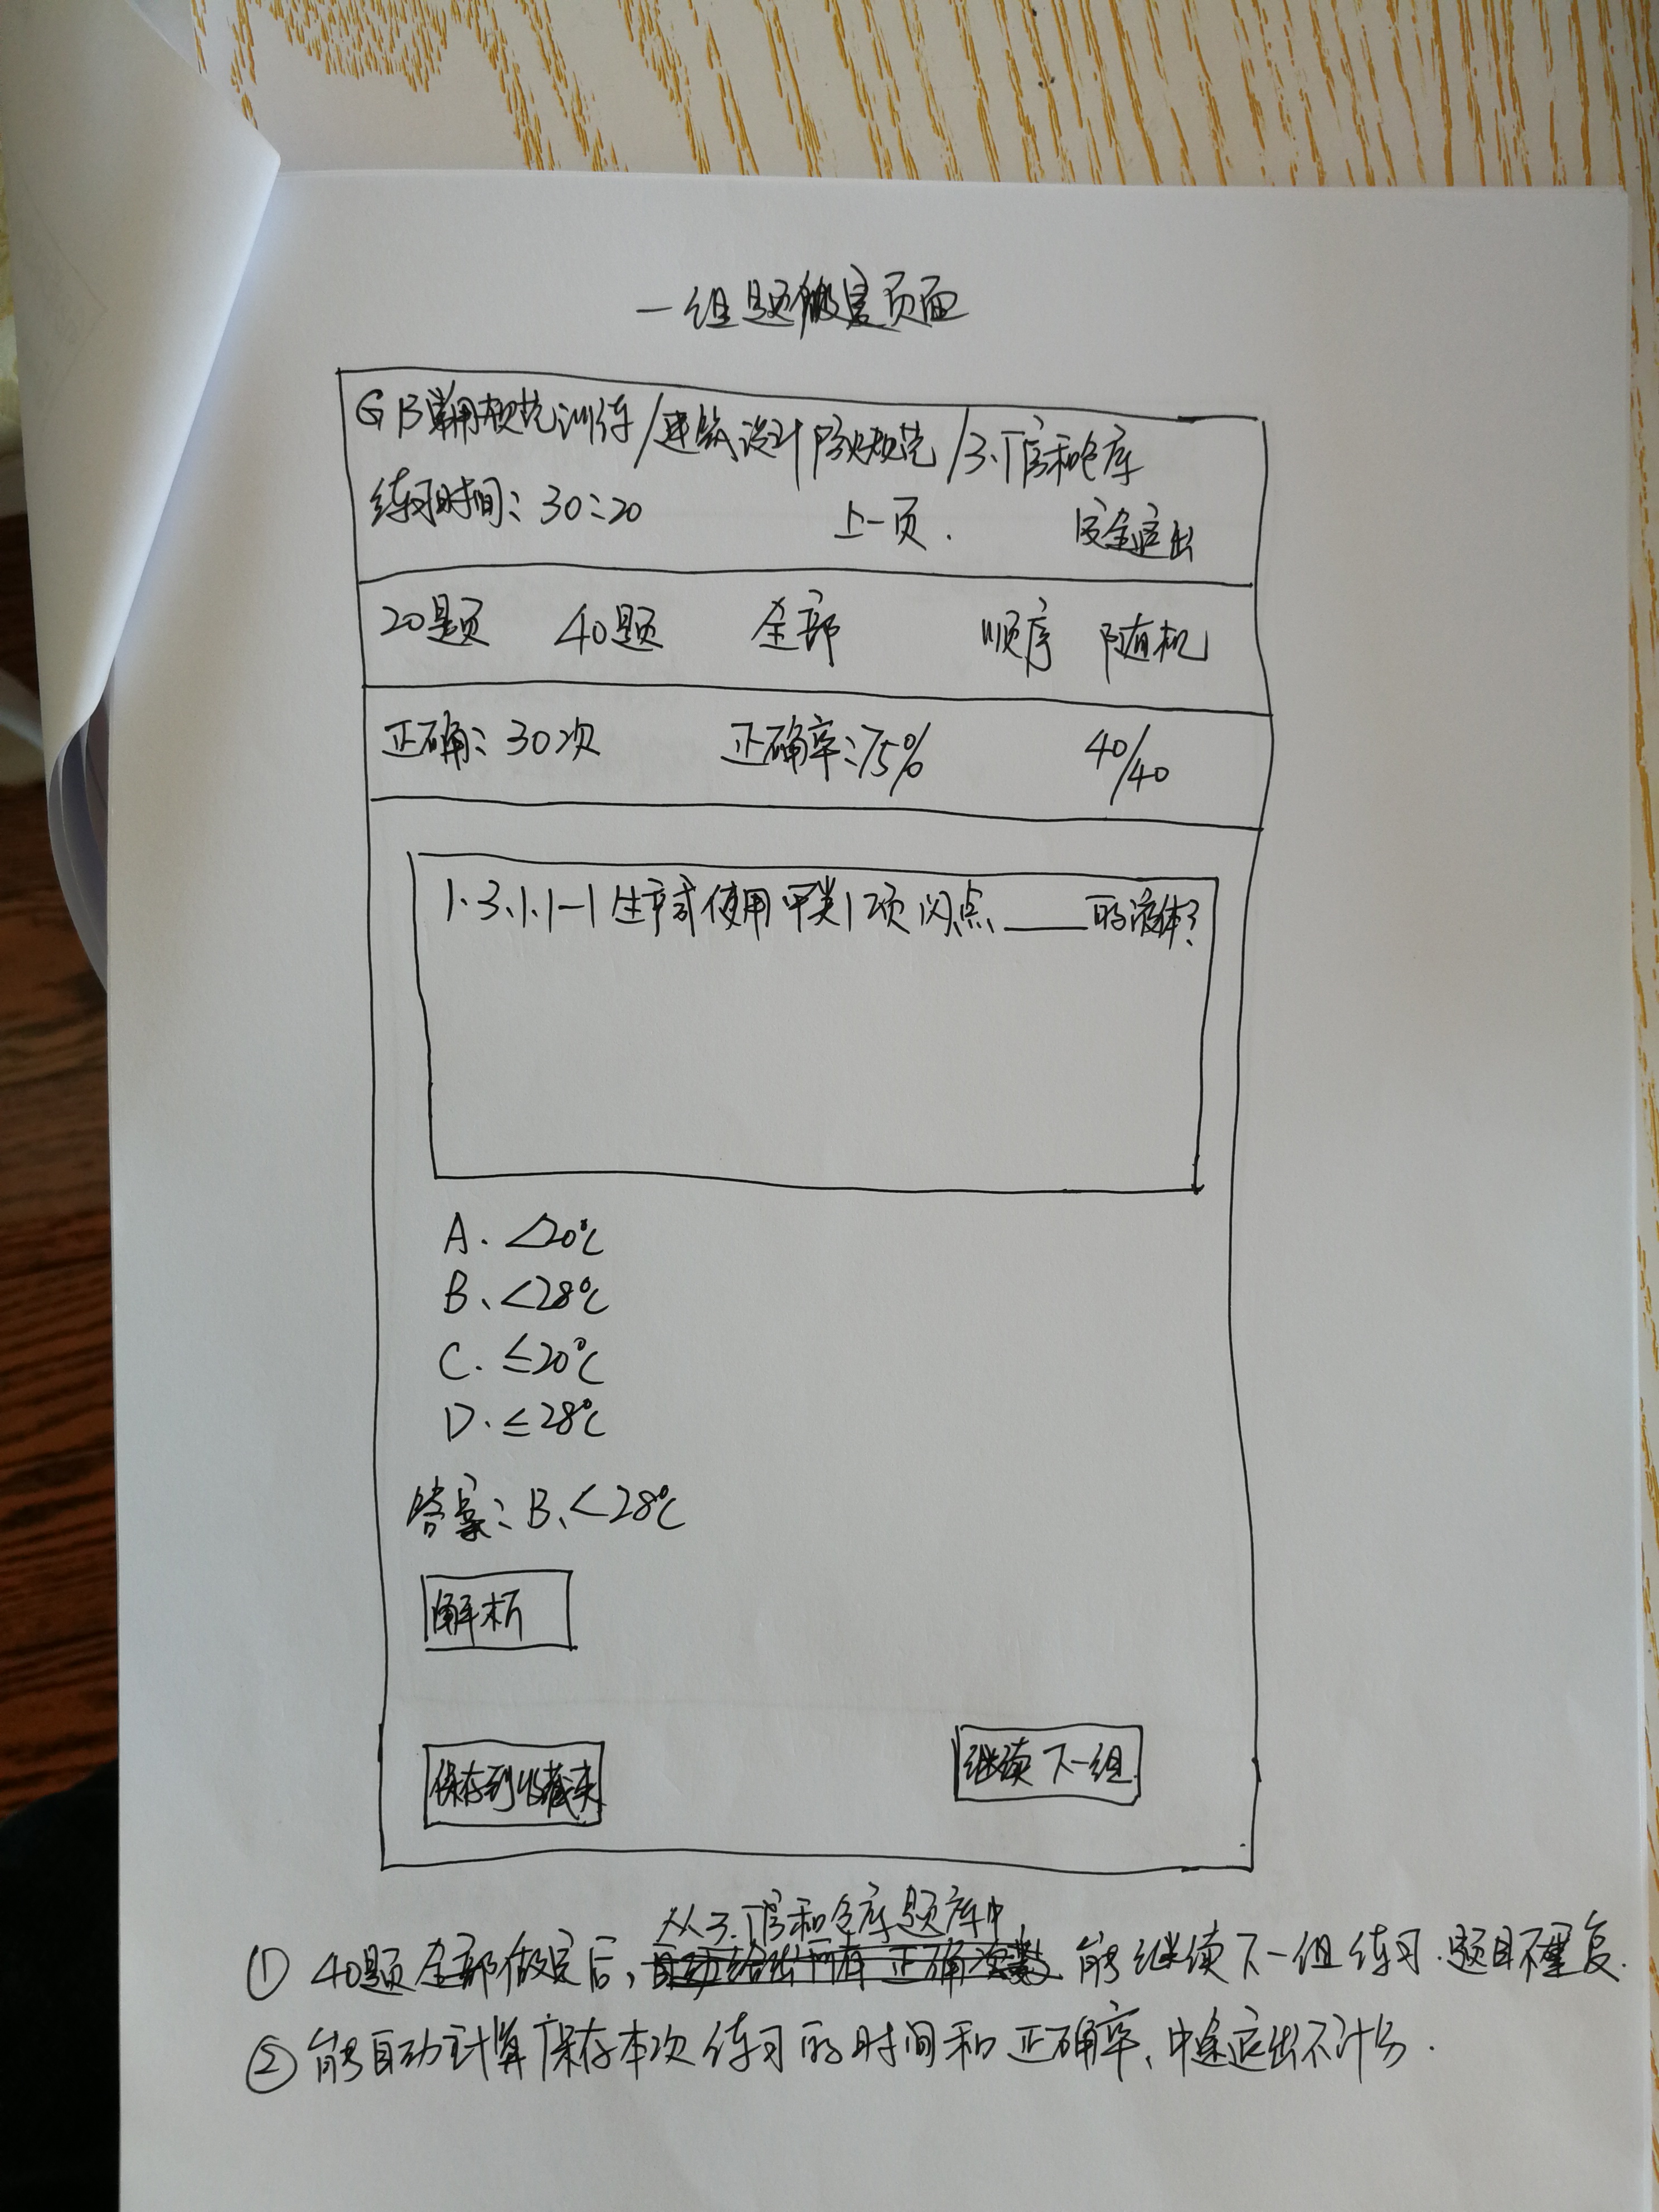 一组题做完页面
GB常用规范训练/建筑设计防火规范/3.厂房和仓库
练习时间：30:20 上一页. 安全退出
20题 40题 全部 顺序 随机
正确：30次 正确率：75% 40/40
1.3.1.1-1生产或使用甲类1项闪点____的液体？
A. <20℃
B、<28℃
C. ≤20℃
D. ≤28℃
答案：B、<28℃
解析
保存到收藏夹 继续下一组
从3.厂房和仓库题库中
①40题全部做完后，自动给出所有正确次数 能继续下一组练习.题目不重复.
②能自动计算保存本次练习的时间和正确率、中途退出不计分.